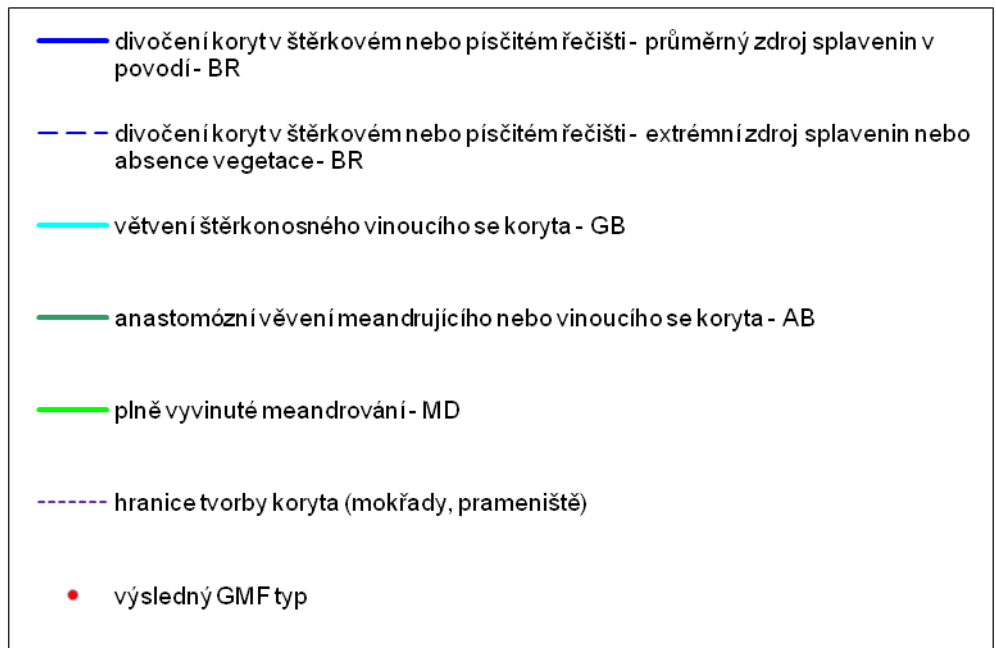 divočení koryt v štěrkovém nebo písčitém řečišti - průměrný zdroj splavenin v
povodí - BR
divočení koryt v štěrkovém nebo písčitém řečišti - extrémní zdroj splavenin nebo
absence vegetace - BR
větvení štěrkonosného vinoucího se koryta - GB
anastomózní věvení meandrujícího nebo vinoucího se koryta - AB
plně vyvinuté meandrování - MD
hranice tvorby koryta (mokřady, prameniště)
výsledný GMF typ